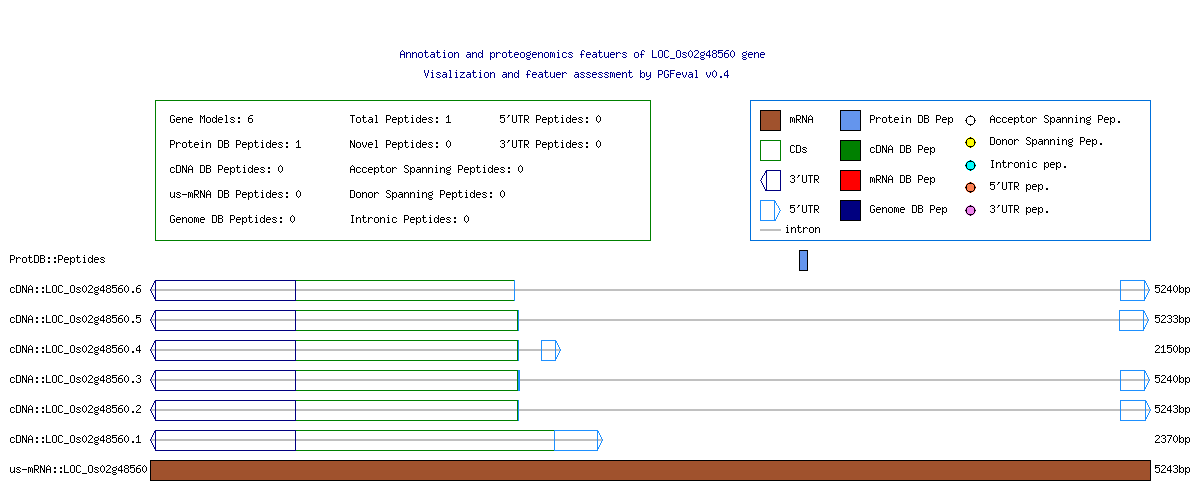 Annotation and proteogenomics featuers of LOC_Os02g48560 gene
Visalization and featuer assessment by PGFeval v0.4
Gene Models: 6 Total Peptides: 1 5'UTR Peptides: 0
Protein DB Peptides: 1 Novel Peptides: 0 3'UTR Peptides: 0
cDNA DB Peptides: 0 Acceptor Spanning Peptides: 0
us-mRNA DB Peptides: 0 Donor Spanning Peptides: 0
Genome DB Peptides: 0 Intronic Peptides: 0
mRNA Protein DB Pep Acceptor Spanning Pep.
CDs cDNA DB Pep Donor Spanning Pep.
3'UTR mRNA DB Pep Intronic pep.
5'UTR Genome DB Pep 5'UTR pep.
3'UTR pep.
intron
ProtDB::Peptides
cDNA::LOC_Os02g48560.6 5240bp
cDNA::LOC_Os02g48560.5 5233bp
cDNA::LOC_Os02g48560.4 2150bp
cDNA::LOC_Os02g48560.3 5240bp
cDNA::LOC_Os02g48560.2 5243bp
cDNA::LOC_Os02g48560.1 2370bp
us-mRNA::LOC_Os02g48560 5243bp